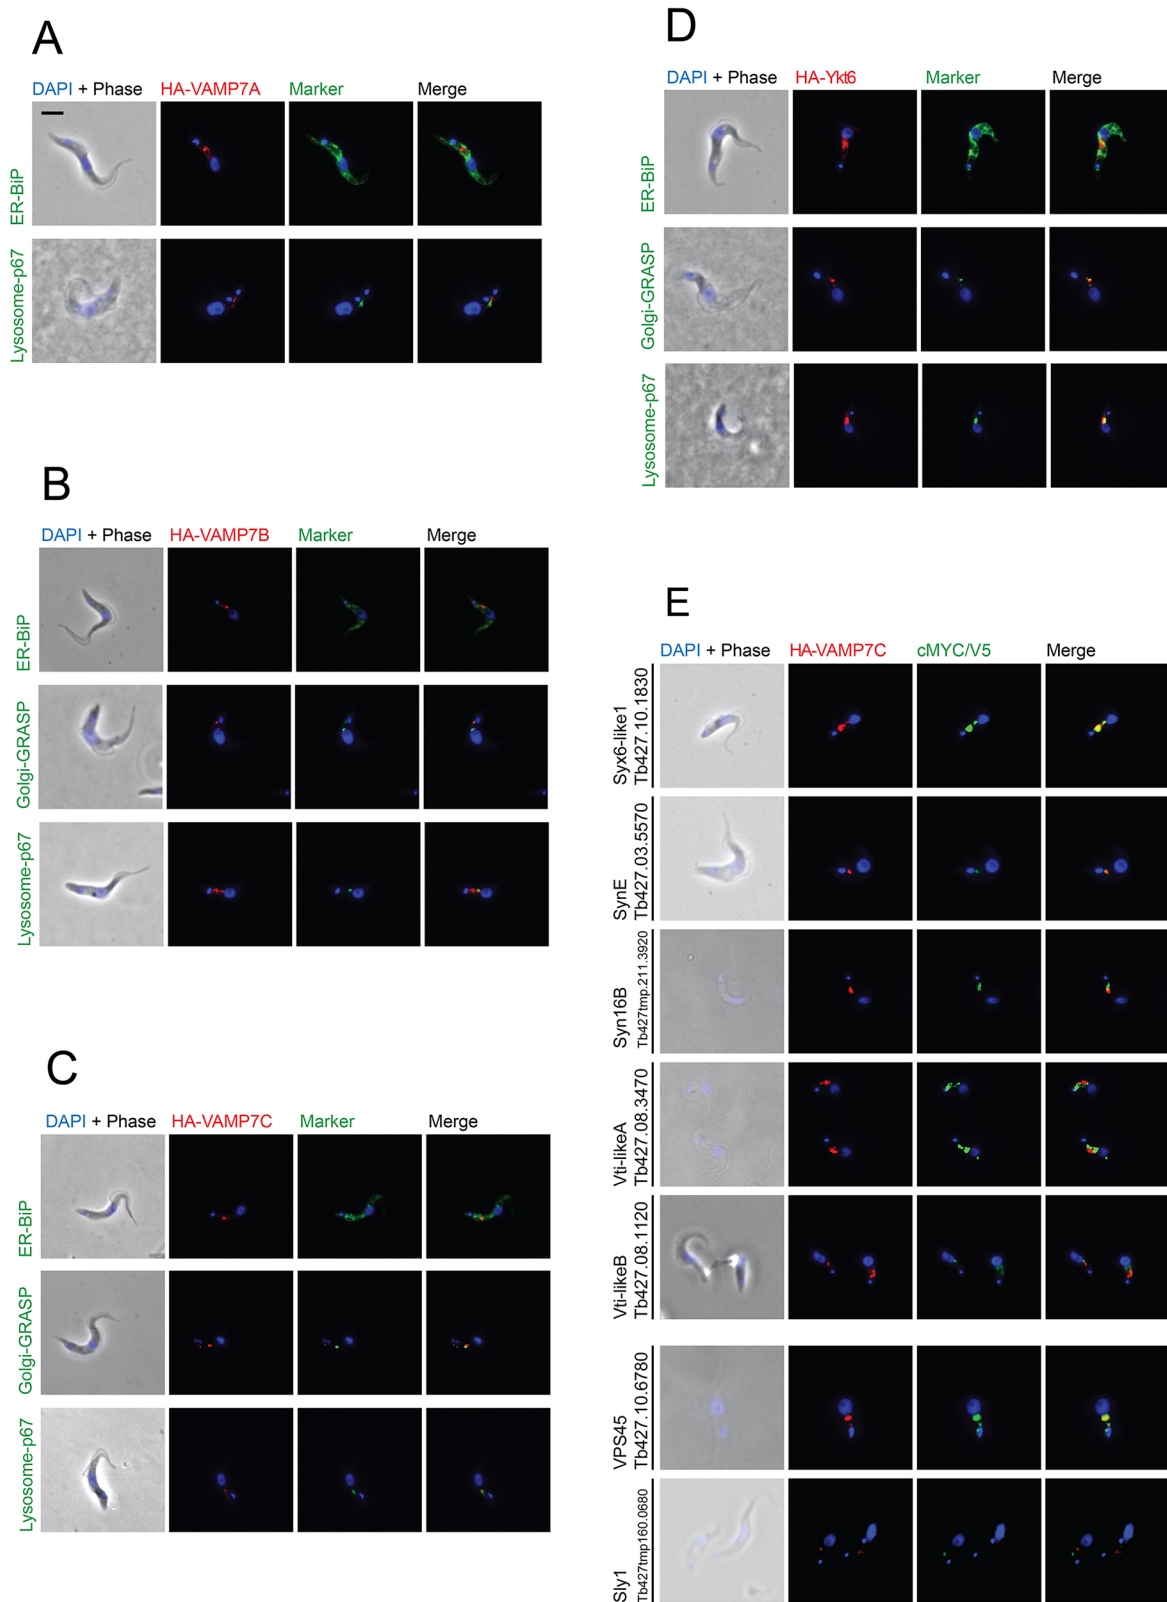 A
DAPI + Phase HA-VAMP7A Marker Merge
ER-BiP
Lysosome-p67
B
DAPI + Phase HA-VAMP7B Marker Merge
ER-BiP
Golgi-GRASP
Lysosome-p67
C
DAPI + Phase HA-VAMP7C Marker Merge
ER-BiP
Golgi-GRASP
Lysosome-p67
D
DAPI + Phase HA-Ykt6 Marker Merge
ER-BiP
Golgi-GRASP
Lysosome-p67
E
DAPI + Phase HA-VAMP7C cMYC/V5 Merge
Syx6-like1
Tb427.10.1830
SynE
Tb427.03.5570
Syn16B
Tb427tmp.211.3920
Vti-likeA
Tb427.08.3470
Vti-likeB
Tb427.08.1120
VPS45
Tb427.10.6780
Sly1
Tb427tmp160.0680